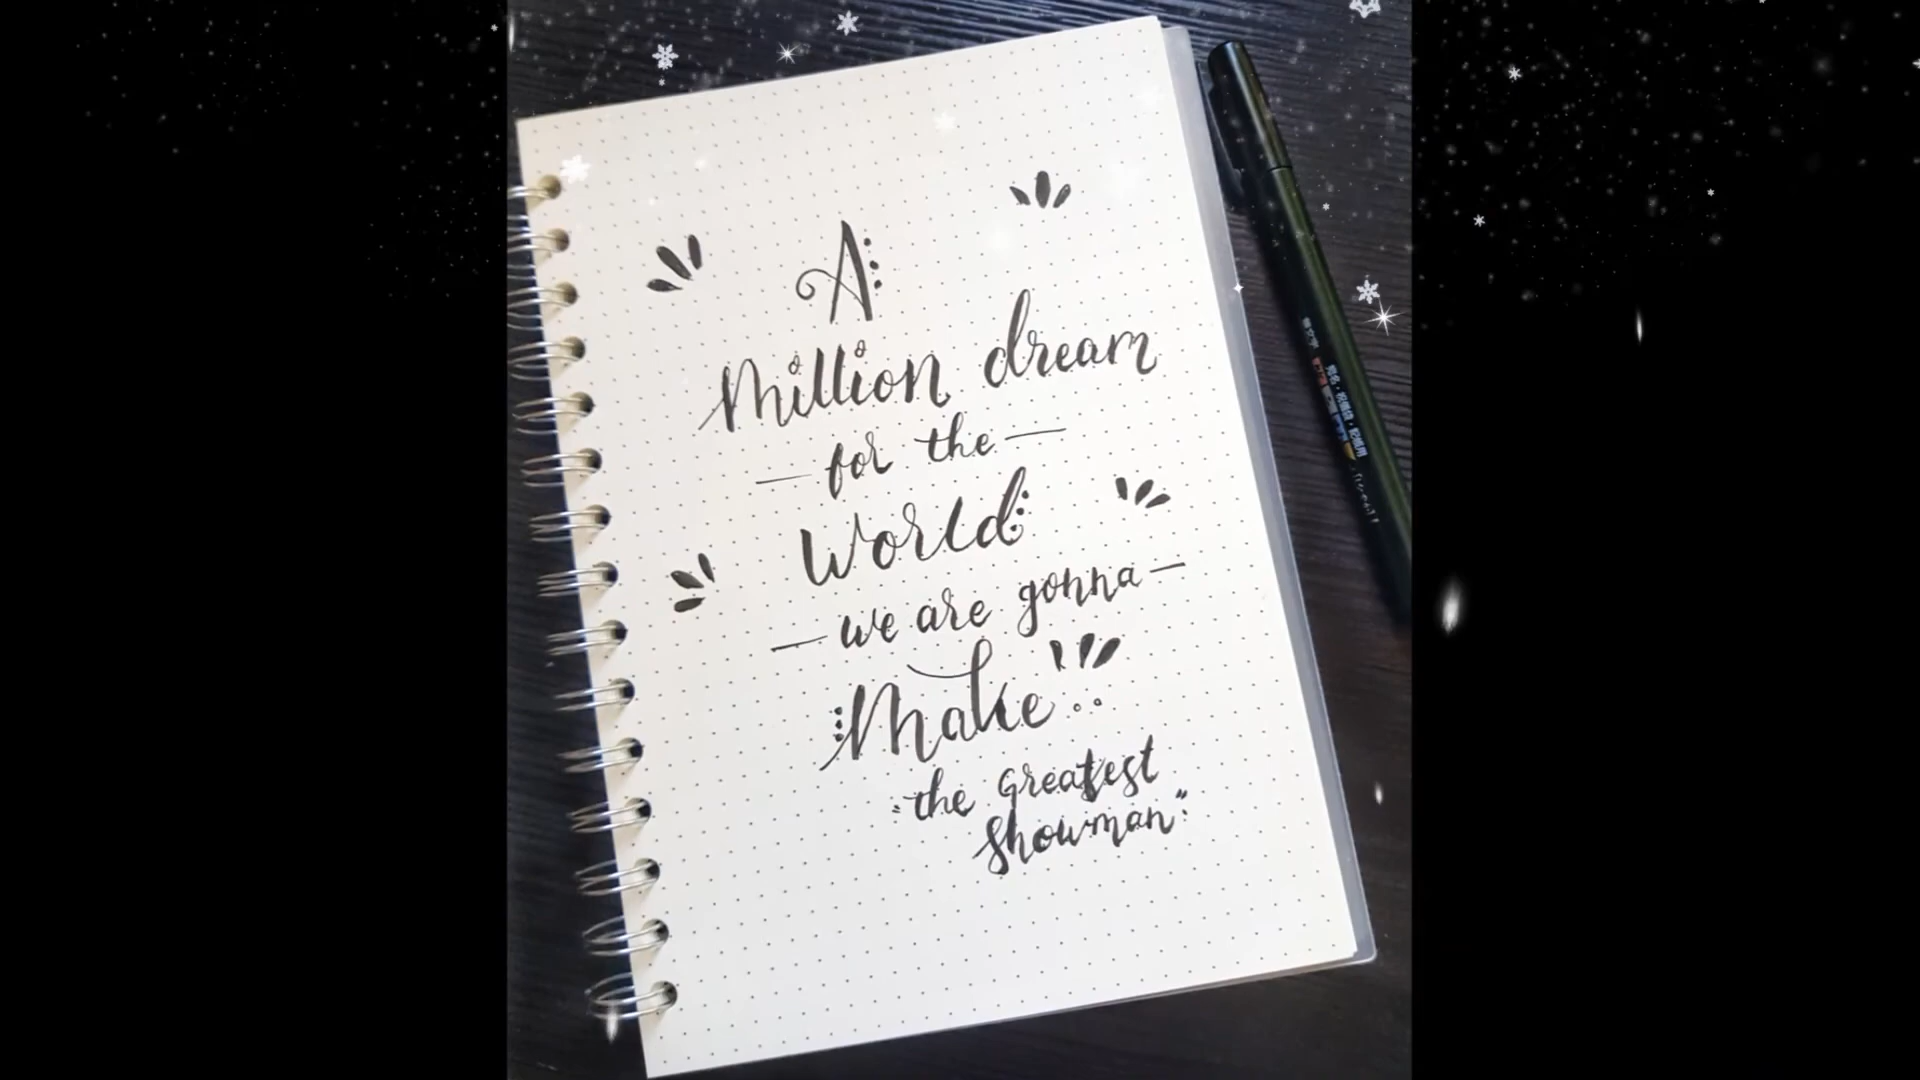 A
Million dream
— for the —
World
— we are gonna —
Make
"the Greatest
Showman"